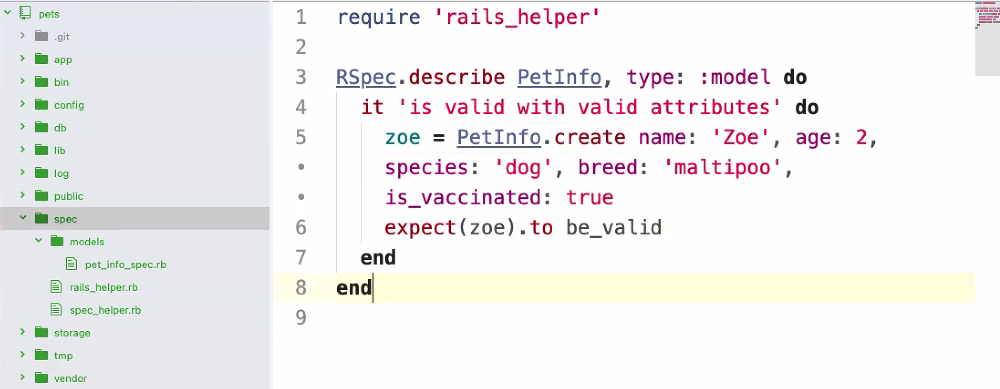 pets
.git
app
bin
config
db
lib
log
public
spec
models
pet_info_spec.rb
rails_helper.rb
spec_helper.rb
storage
tmp
vendor
1 require 'rails_helper'
2
3 RSpec.describe PetInfo, type: :model do
4 it 'is valid with valid attributes' do
5 zoe = PetInfo.create name: 'Zoe', age: 2,
• species: 'dog', breed: 'maltipoo',
• is_vaccinated: true
6 expect(zoe).to be_valid
7 end
8 end
9